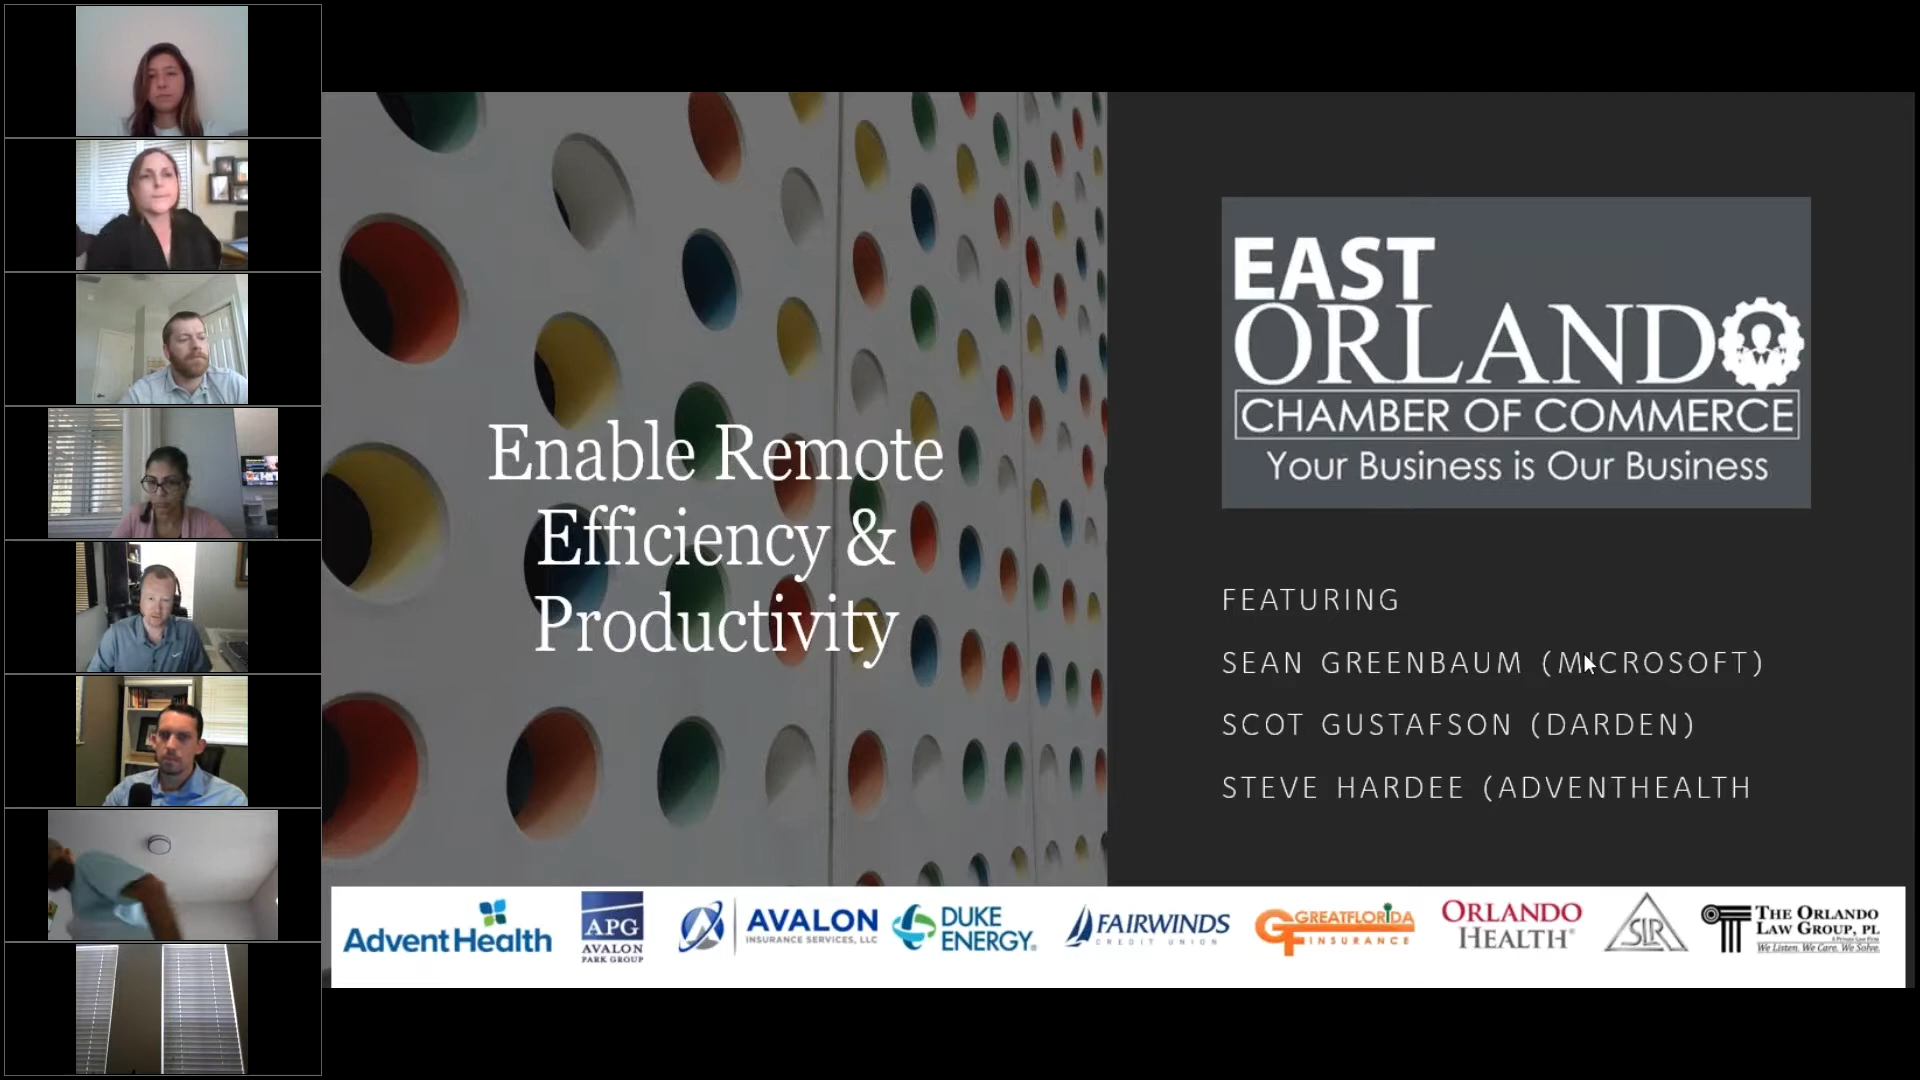 Enable Remote
Efficiency &
Productivity
EAST
ORLANDO
CHAMBER OF COMMERCE
Your Business is Our Business
FEATURING
SEAN GREENBAUM (MICROSOFT)
SCOT GUSTAFSON (DARDEN)
STEVE HARDEE (ADVENTHEALTH
Advent Health
APG
AVALON
PARK GROUP
AVALON
INSURANCE SERVICES, LLC
DUKE
ENERGY®
FAIRWINDS
CREDIT UNION
GREATFLORIDA
INSURANCE
ORLANDO
HEALTH®
SLR
THE ORLANDO
LAW GROUP, PL
We Listen. We Care. We Solve.